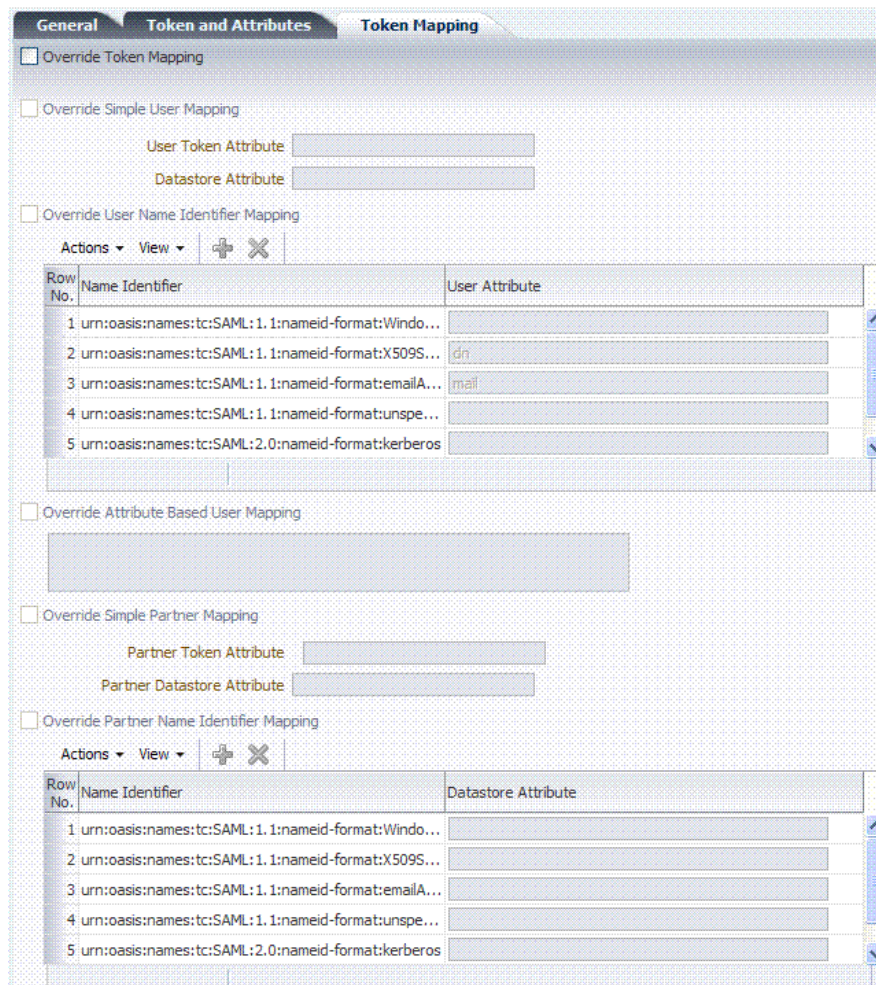 General Token and Attributes Token Mapping
Override Token Mapping
Override Simple User Mapping
User Token Attribute
Datastore Attribute
Override User Name Identifier Mapping
Actions View
Row No. Name Identifier User Attribute
1 urn:oasis:names:tc:SAML:1.1:nameid-format:Windo...
2 urn:oasis:names:tc:SAML:1.1:nameid-format:X509S... dn
3 urn:oasis:names:tc:SAML:1.1:nameid-format:emailA... mail
4 urn:oasis:names:tc:SAML:1.1:nameid-format:unspe...
5 urn:oasis:names:tc:SAML:2.0:nameid-format:kerberos
Override Attribute Based User Mapping
Override Simple Partner Mapping
Partner Token Attribute
Partner Datastore Attribute
Override Partner Name Identifier Mapping
Actions View
Row No. Name Identifier Datastore Attribute
1 urn:oasis:names:tc:SAML:1.1:nameid-format:Windo...
2 urn:oasis:names:tc:SAML:1.1:nameid-format:X509S...
3 urn:oasis:names:tc:SAML:1.1:nameid-format:emailA...
4 urn:oasis:names:tc:SAML:1.1:nameid-format:unspe...
5 urn:oasis:names:tc:SAML:2.0:nameid-format:kerberos